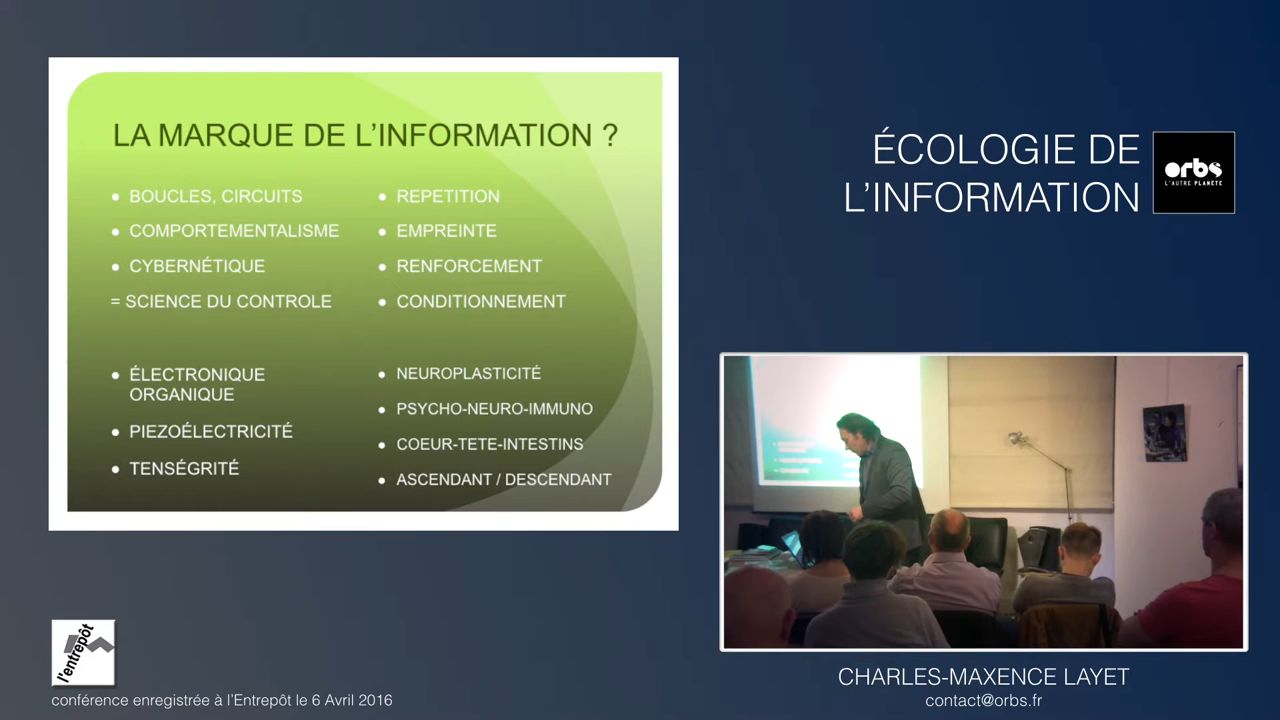 LA MARQUE DE L'INFORMATION ?
• BOUCLES, CIRCUITS
• COMPORTEMENTALISME
• CYBERNÉTIQUE
= SCIENCE DU CONTROLE
• ÉLECTRONIQUE
ORGANIQUE
• PIEZOÉLECTRICITÉ
• TENSÉGRITÉ
• REPETITION
• EMPREINTE
• RENFORCEMENT
• CONDITIONNEMENT
• NEUROPLASTICITÉ
• PSYCHO-NEURO-IMMUNO
• COEUR-TETE-INTESTINS
• ASCENDANT / DESCENDANT
ÉCOLOGIE DE
L'INFORMATION
orbs
L'AUTRE PLANÈTE
CHARLES-MAXENCE LAYET
contact@orbs.fr
l'entrepôt
conférence enregistrée à l'Entrepôt le 6 Avril 2016